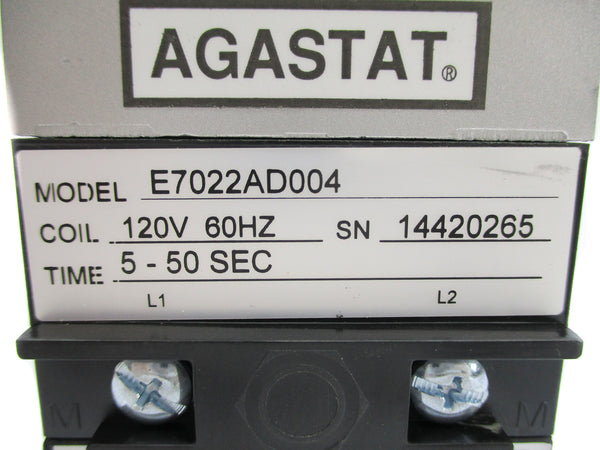 AGASTAT®
MODEL E7022AD004
COIL 120V 60HZ SN 14420265
TIME 5 - 50 SEC
L1 L2
M M